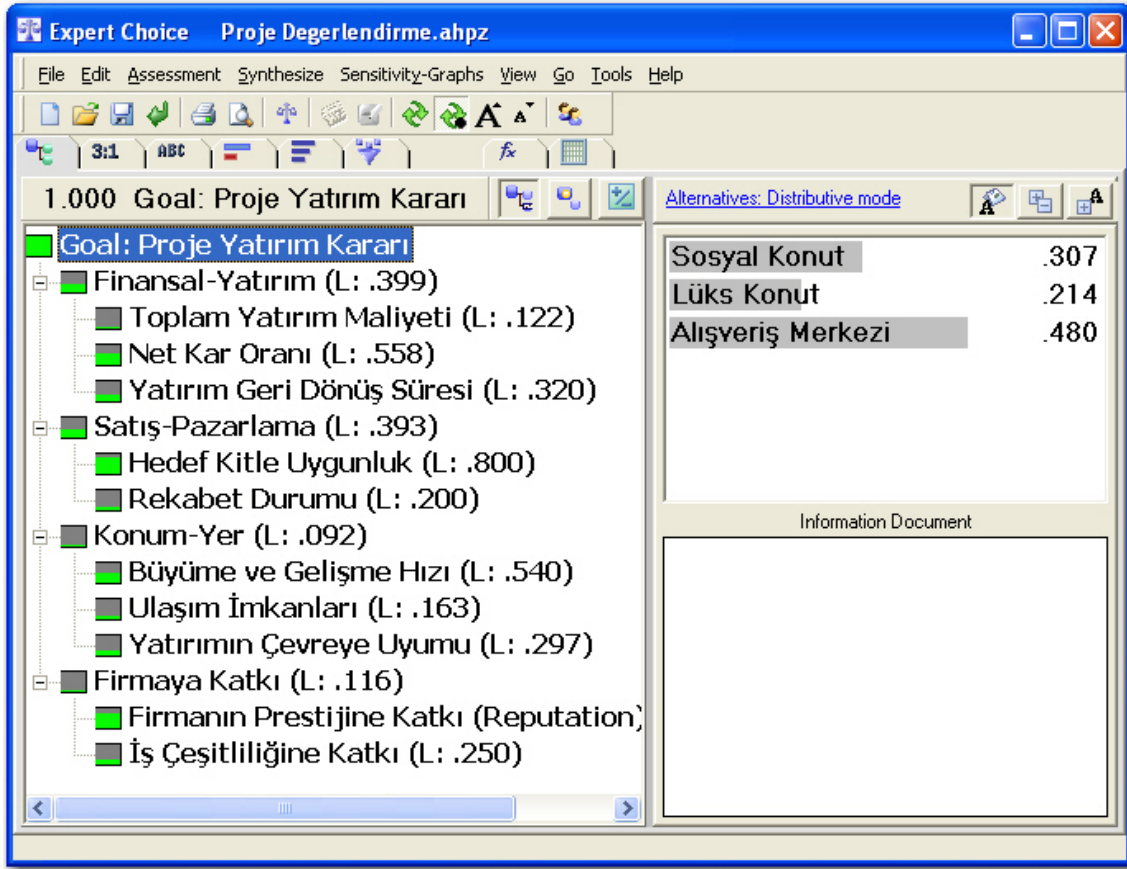 Expert Choice Proje Degerlendirme.ahpz
File Edit Assessment Synthesize Sensitivity-Graphs View Go Tools Help
A A
3:1 ABC fx
1.000 Goal: Proje Yatırım Kararı
Goal: Proje Yatırım Kararı
Finansal-Yatırım (L: .399)
Toplam Yatırım Maliyeti (L: .122)
Net Kar Oranı (L: .558)
Yatırım Geri Dönüş Süresi (L: .320)
Satış-Pazarlama (L: .393)
Hedef Kitle Uygunluk (L: .800)
Rekabet Durumu (L: .200)
Konum-Yer (L: .092)
Büyüme ve Gelişme Hızı (L: .540)
Ulaşım İmkanları (L: .163)
Yatırımın Çevreye Uyumu (L: .297)
Firmaya Katkı (L: .116)
Firmanın Prestijine Katkı (Reputation)
İş Çeşitliliğine Katkı (L: .250)
Alternatives: Distributive mode
A A
Sosyal Konut .307
Lüks Konut .214
Alışveriş Merkezi .480
Information Document